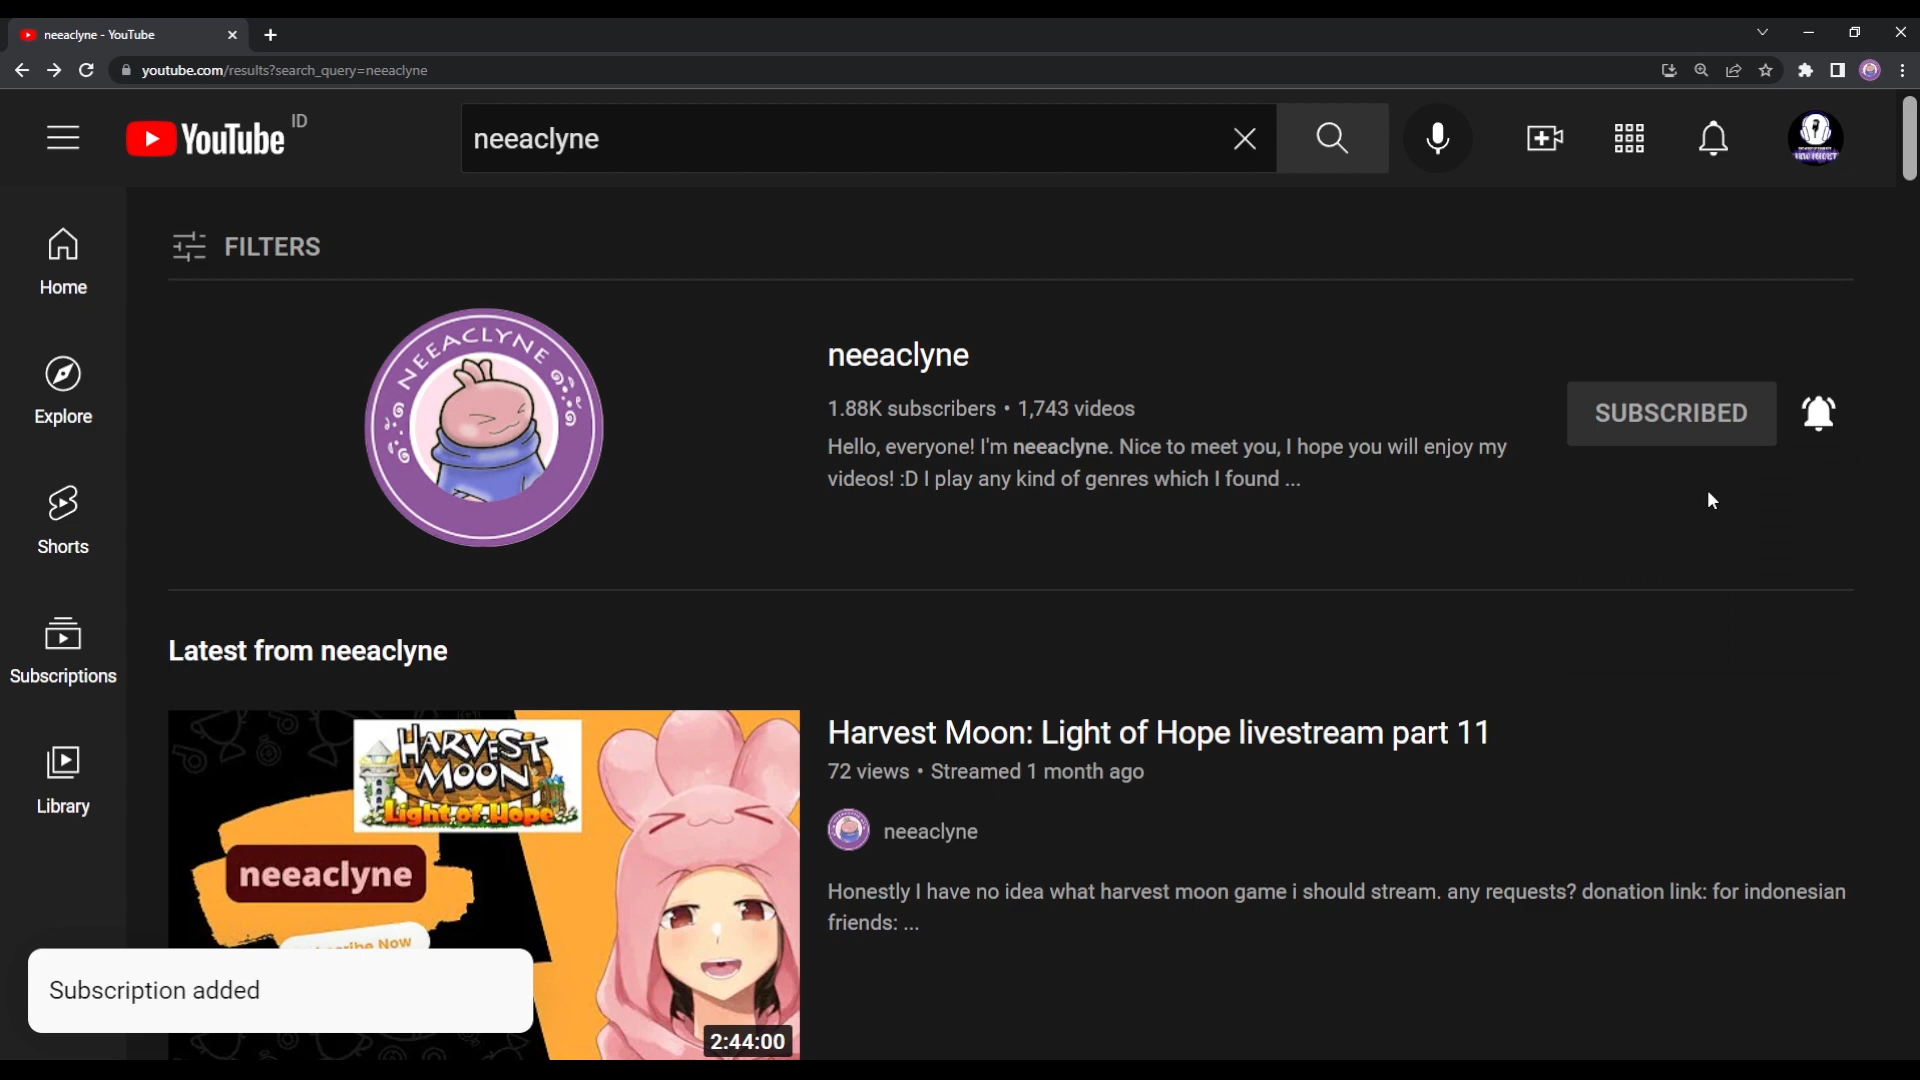 neeaclyne - YouTube
youtube.com/results?search_query=neeaclyne
YouTube ID
neeaclyne
FILTERS
Home
Explore
Shorts
Subscriptions
Library
NEEACLYNE
neeaclyne
1.88K subscribers • 1,743 videos
Hello, everyone! I'm neeaclyne. Nice to meet you, I hope you will enjoy my
videos! :D I play any kind of genres which I found ...
SUBSCRIBED
Latest from neeaclyne
HARVEST
MOON
Light of Hope
neeaclyne
Now
2:44:00
Harvest Moon: Light of Hope livestream part 11
72 views • Streamed 1 month ago
neeaclyne
Honestly I have no idea what harvest moon game i should stream. any requests? donation link: for indonesian
friends: ...
Subscription added